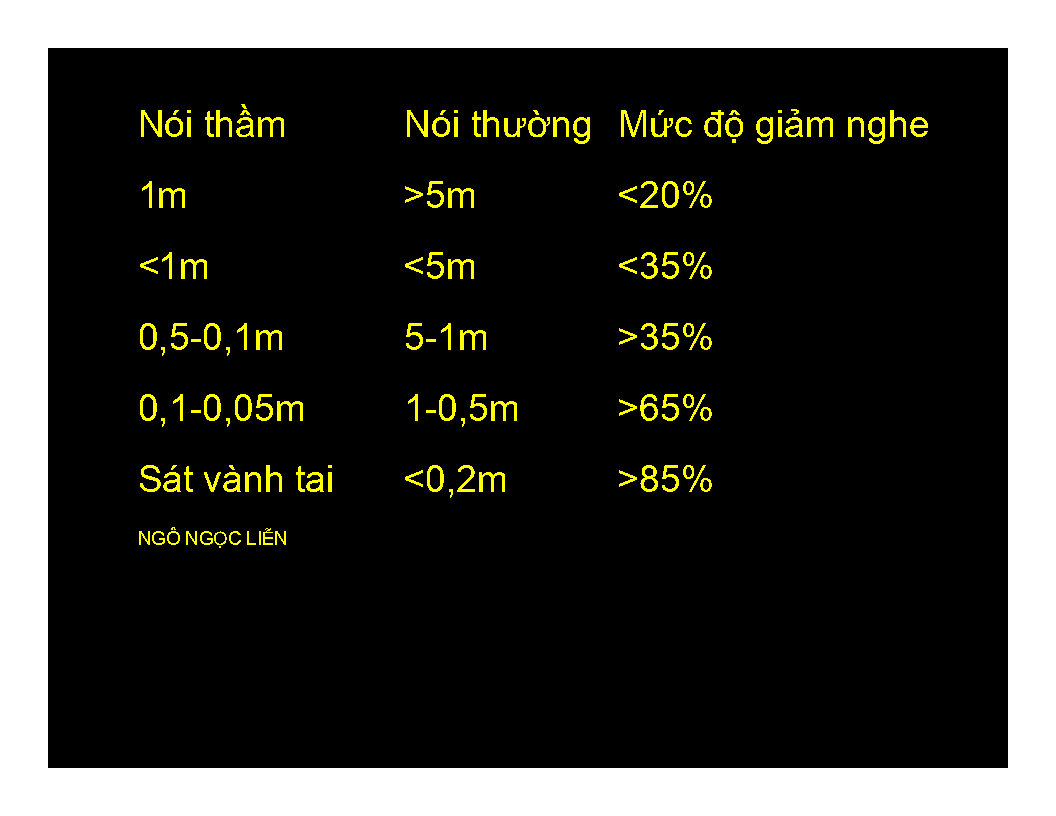 Nói thầm Nói thường Mức độ giảm nghe
1m >5m <20%
<1m <5m <35%
0,5-0,1m 5-1m >35%
0,1-0,05m 1-0,5m >65%
Sát vành tai <0,2m >85%
NGÔ NGỌC LIỄN